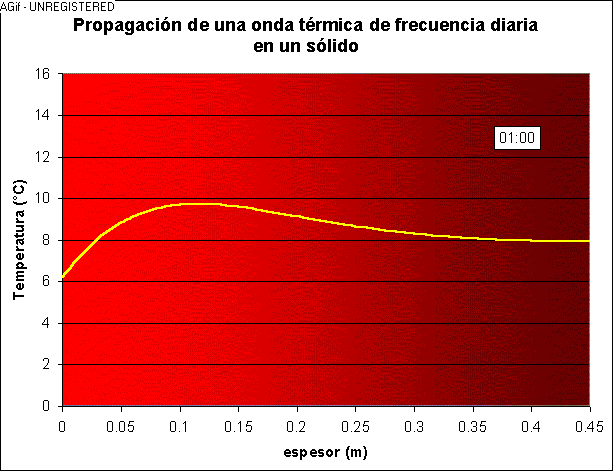 AGif - UNREGISTERED
Propagación de una onda térmica de frecuencia diaria
en un sólido
16
14
12
10
8
6
4
2
0
Temperatura (°C)
01:00
0 0.05 0.1 0.15 0.2 0.25 0.3 0.35 0.4 0.45
espesor (m)